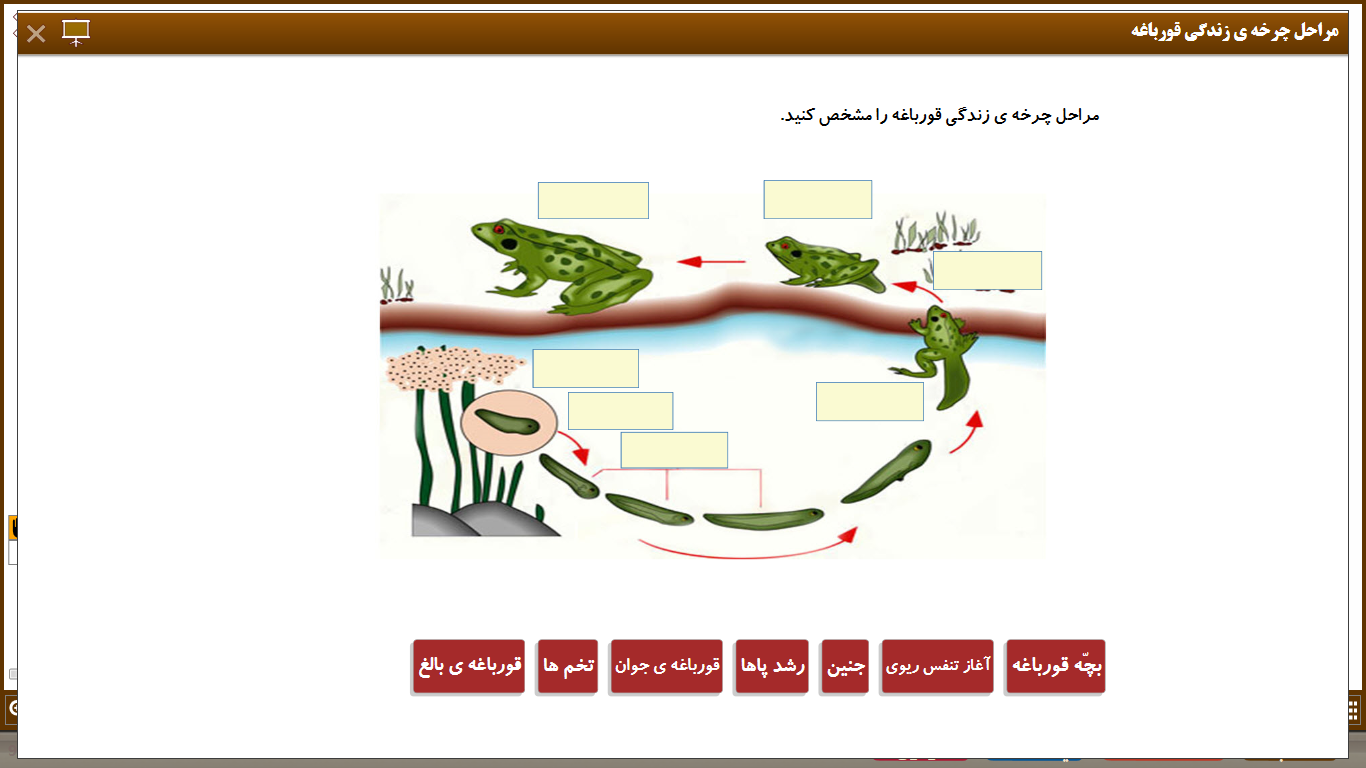 مراحل چرخه ی زندگی قورباغه
مراحل چرخه ی زندگی قورباغه را مشخص کنید.
بچّه قورباغه
آغاز تنفس ریوی
جنین
رشد پاها
قورباغه ی جوان
تخم ها
قورباغه ی بالغ